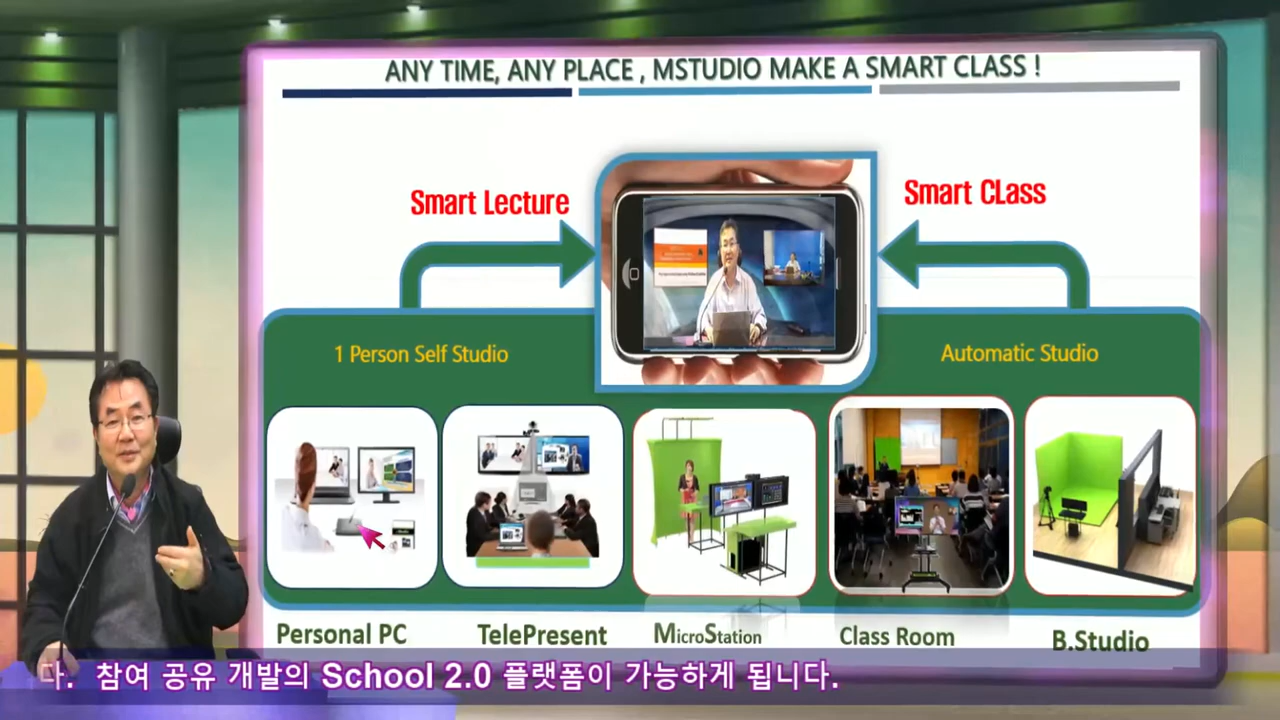 ANY TIME, ANY PLACE , MSTUDIO MAKE A SMART CLASS !
Smart Lecture
Smart CLass
1 Person Self Studio
Automatic Studio
Personal PC
TelePresent
MicroStation
Class Room
B.Studio
다. 참여 공유 개발의 School 2.0 플랫폼이 가능하게 됩니다.